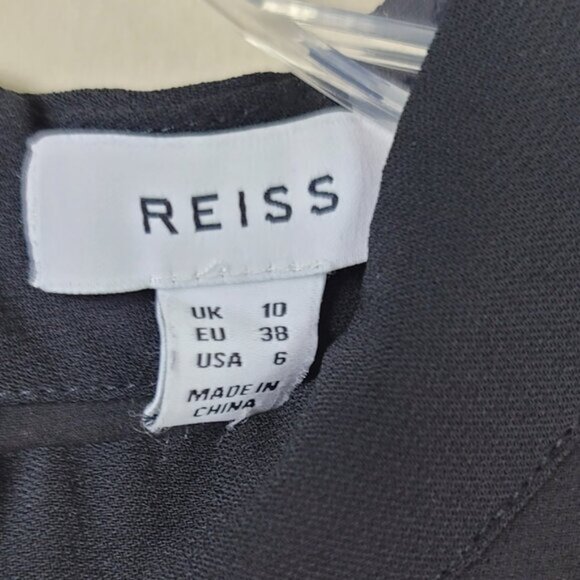 REISS
UK 10
EU 38
USA 6
MADE IN
CHINA